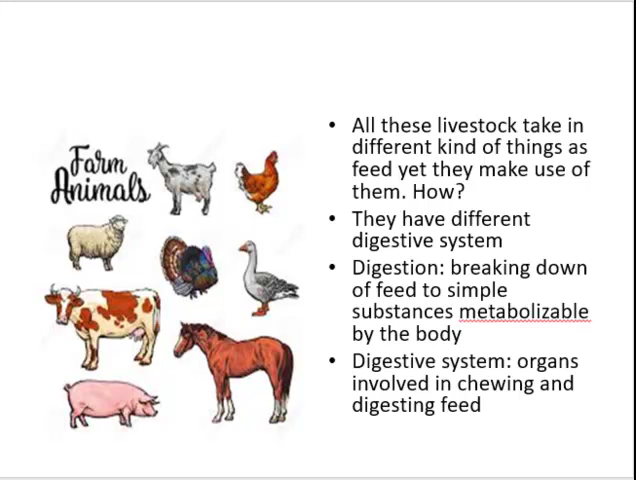 Farm
Animals
• All these livestock take in
different kind of things as
feed yet they make use of
them. How?
• They have different
digestive system
• Digestion: breaking down
of feed to simple
substances metabolizable
by the body
• Digestive system: organs
involved in chewing and
digesting feed